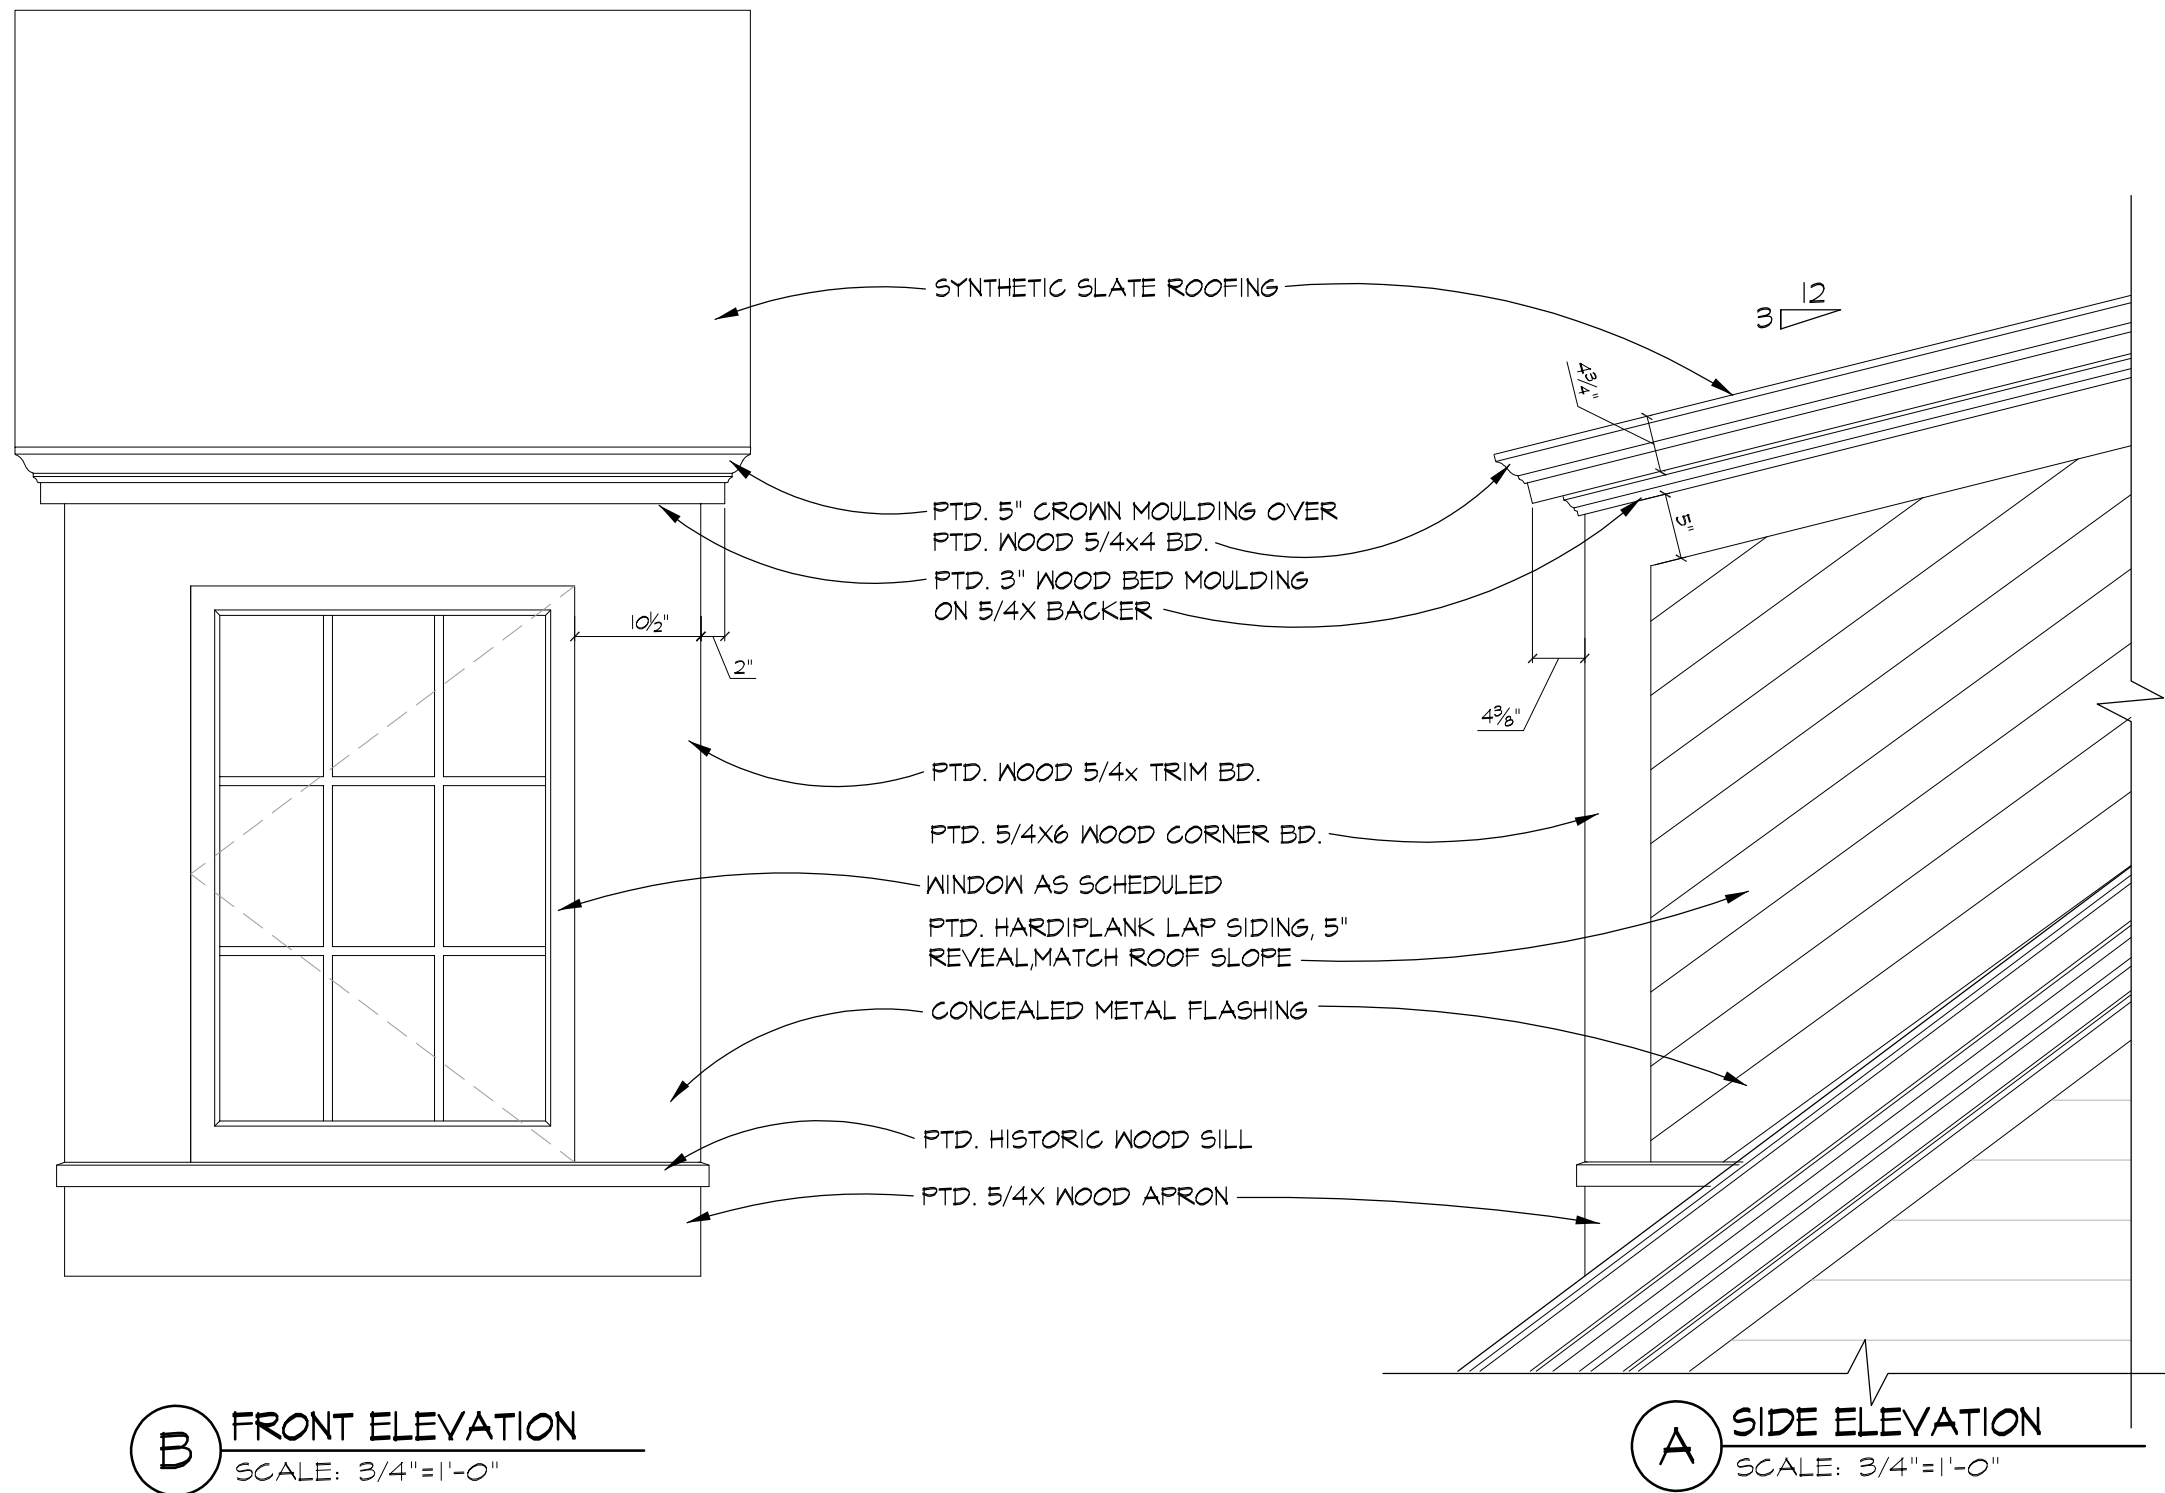 SYNTHETIC SLATE ROOFING
12
3
4¾"
PTD. 5" CROWN MOULDING OVER
PTD. WOOD 5/4x4 BD.
5"
PTD. 3" WOOD BED MOULDING
ON 5/4X BACKER
10½"
2"
4⅜"
PTD. WOOD 5/4x TRIM BD.
PTD. 5/4X6 WOOD CORNER BD.
WINDOW AS SCHEDULED
PTD. HARDIPLANK LAP SIDING, 5"
REVEAL,MATCH ROOF SLOPE
CONCEALED METAL FLASHING
PTD. HISTORIC WOOD SILL
PTD. 5/4X WOOD APRON
B
FRONT ELEVATION
SCALE: 3/4"=1'-0"
A
SIDE ELEVATION
SCALE: 3/4"=1'-0"